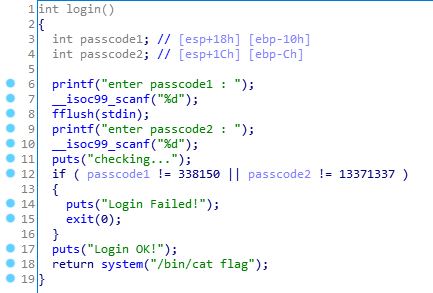 1 int login()
2 {
3   int passcode1; // [esp+18h] [ebp-10h]
4   int passcode2; // [esp+1Ch] [ebp-Ch]
5
6   printf("enter passcode1 : ");
7   __isoc99_scanf("%d");
8   fflush(stdin);
9   printf("enter passcode2 : ");
10   __isoc99_scanf("%d");
11   puts("checking...");
12   if ( passcode1 != 338150 || passcode2 != 13371337 )
13   {
14     puts("Login Failed!");
15     exit(0);
16   }
17   puts("Login OK!");
18   return system("/bin/cat flag");
19 }